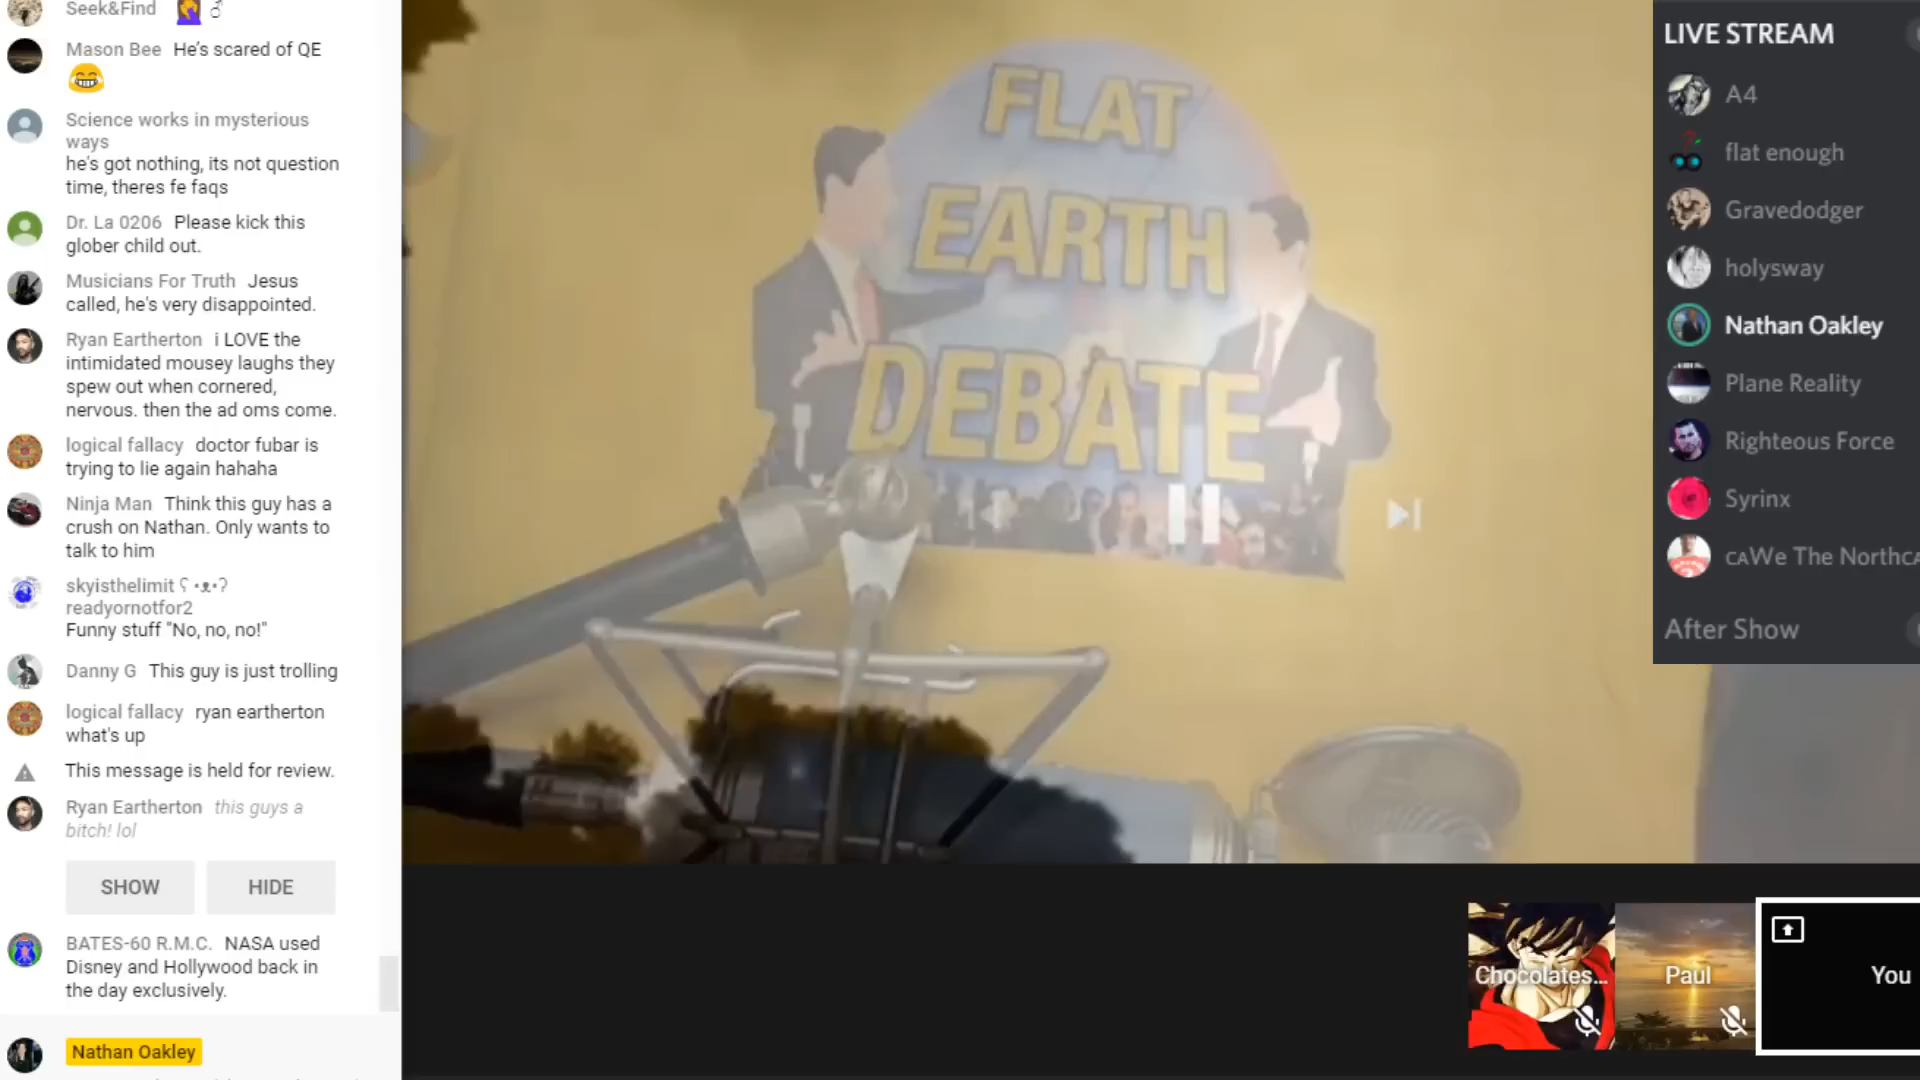 Seek&Find 🤦 ♂
Mason Bee He's scared of QE
😂
Science works in mysterious
ways
he's got nothing, its not question
time, theres fe faqs
Dr. La 0206 Please kick this
glober child out.
Musicians For Truth Jesus
called, he's very disappointed.
Ryan Eartherton i LOVE the
intimidated mousey laughs they
spew out when cornered,
nervous. then the ad oms come.
logical fallacy doctor fubar is
trying to lie again hahaha
Ninja Man Think this guy has a
crush on Nathan. Only wants to
talk to him
skyisthelimit ʕ •ᴥ•ʔ
readyornotfor2
Funny stuff "No, no, no!"
Danny G This guy is just trolling
logical fallacy ryan eartherton
what's up
This message is held for review.
Ryan Eartherton this guys a
bitch! lol
SHOW HIDE
BATES-60 R.M.C. NASA used
Disney and Hollywood back in
the day exclusively.
Nathan Oakley
FLAT
EARTH
DEBATE
LIVE STREAM
A4
flat enough
Gravedodger
holysway
Nathan Oakley
Plane Reality
Righteous Force
Syrinx
CAWe The NorthCA
After Show
Chocolates...
Paul
You